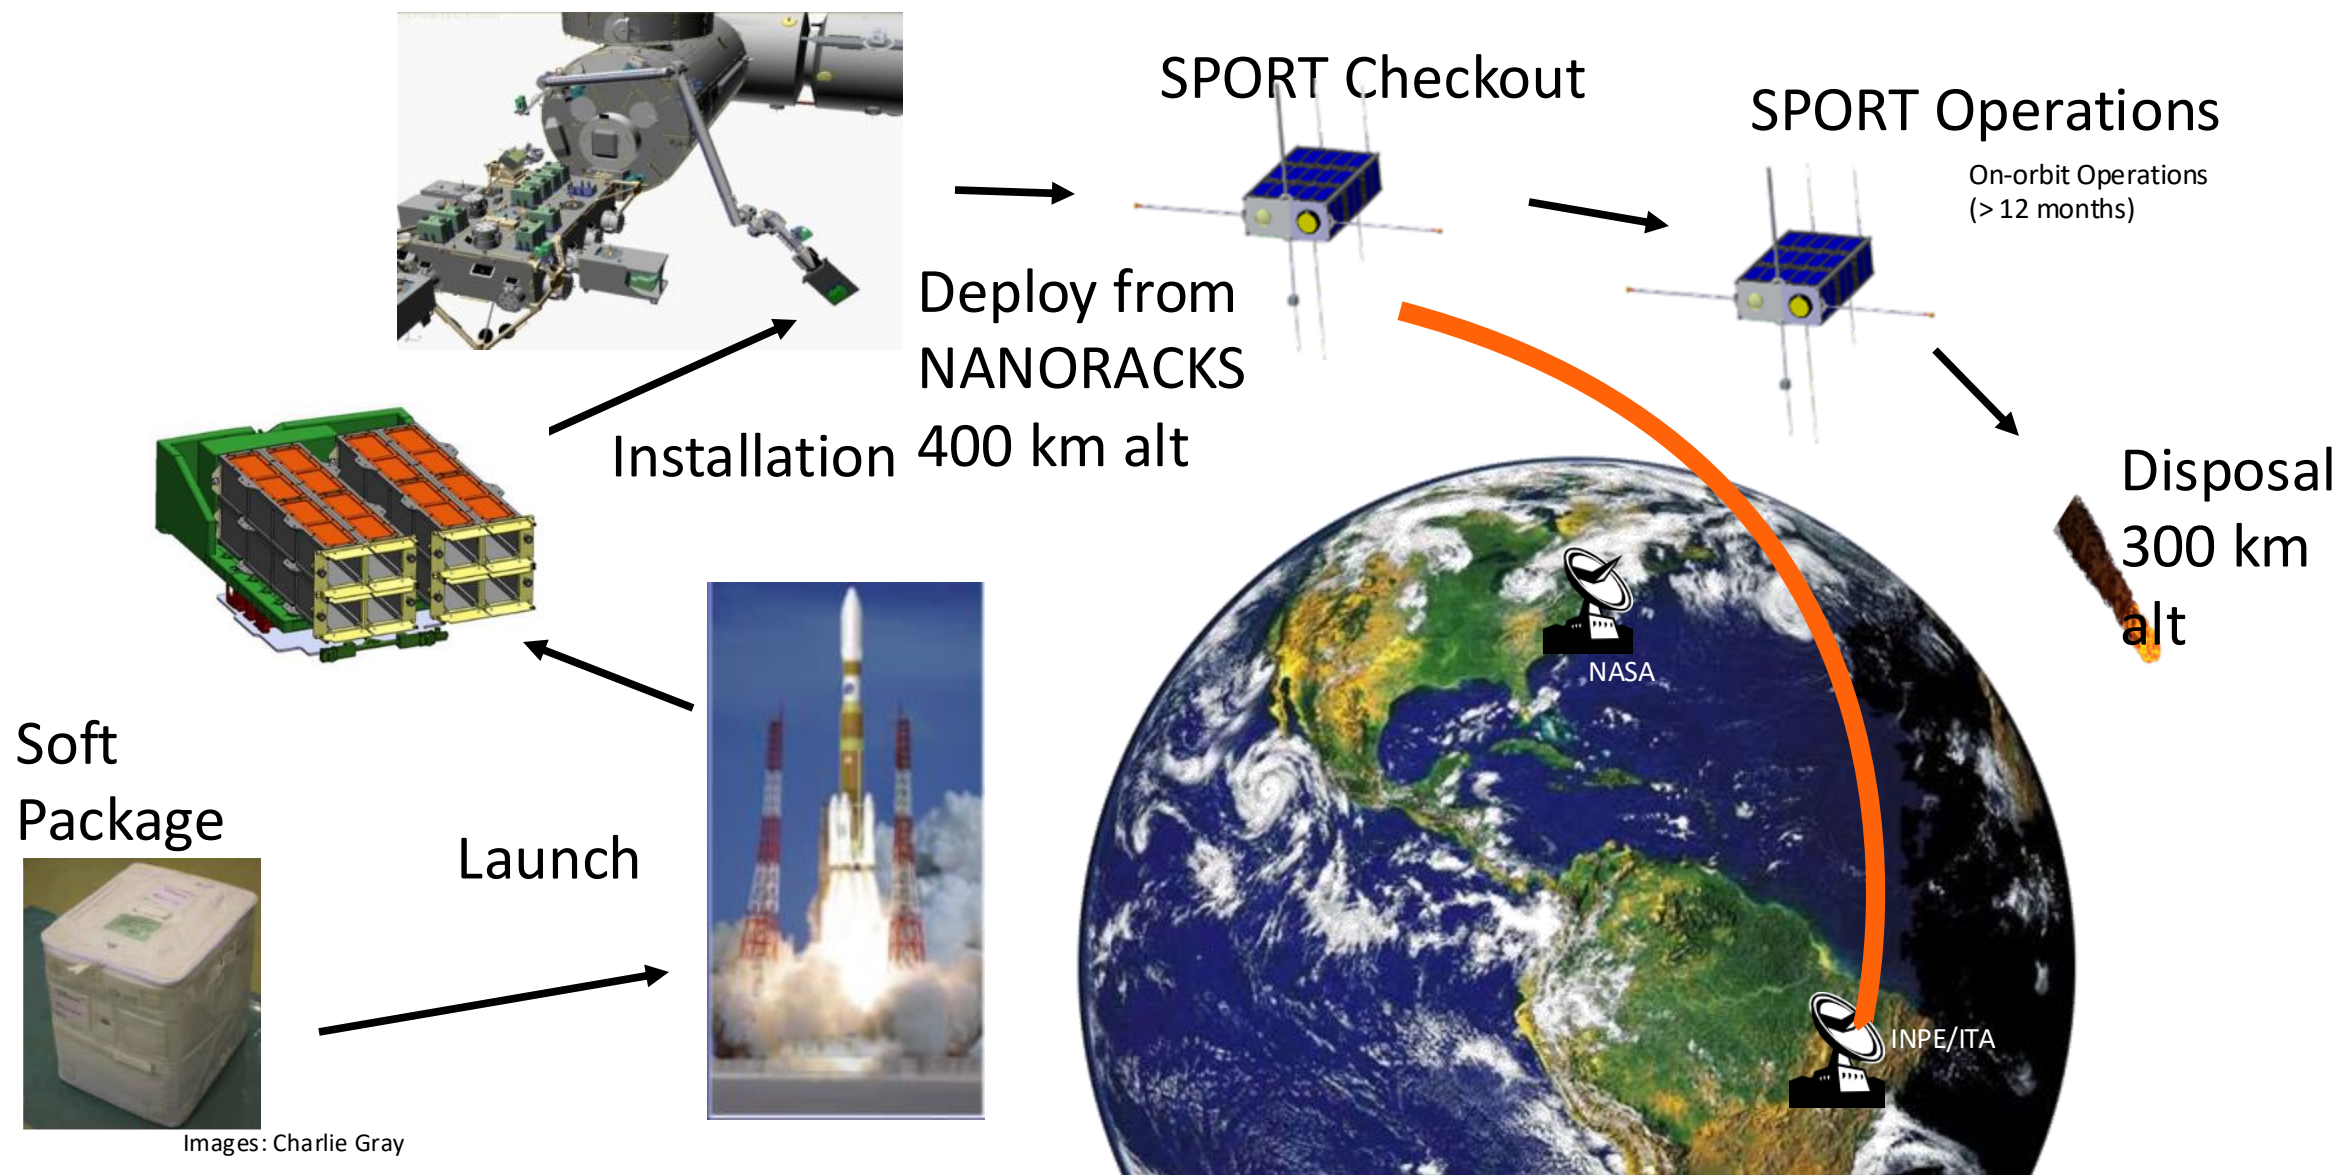 SPORT Checkout
SPORT Operations
On-orbit Operations
(> 12 months)
Deploy from
NANORACKS
400 km alt
Installation
Disposal
300 km
alt
NASA
Soft
Package
Launch
INPE/ITA
Images: Charlie Gray